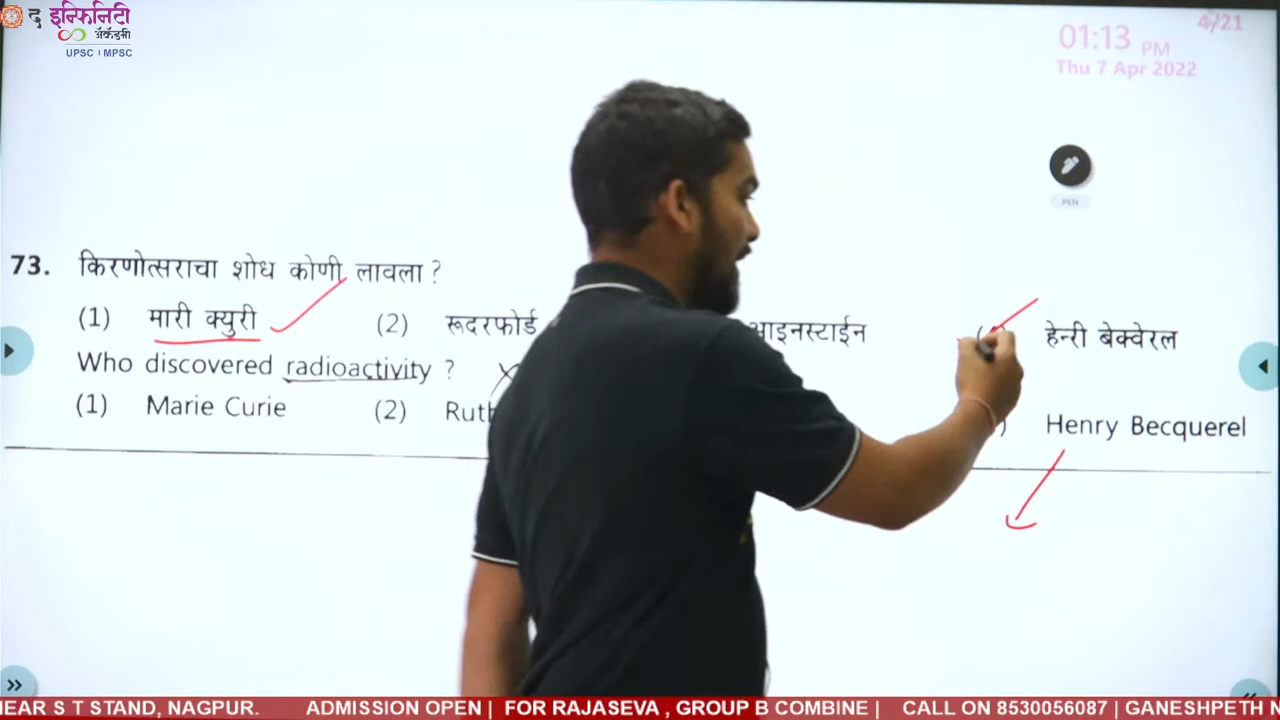 द इन्फिनिटी
ॲकॅडमी
UPSC | MPSC
4/21
01:13 PM
Thu 7 Apr 2022
PEN
73. किरणोत्सराचा शोध कोणी लावला ?
(1) मारी क्युरी (2) रूदरफोर्ड आइनस्टाईन हेन्री बेक्वेरल
Who discovered radioactivity ?
(1) Marie Curie (2) Henry Becquerel
NEAR S T STAND, NAGPUR. ADMISSION OPEN | FOR RAJASEVA , GROUP B COMBINE | CALL ON 8530056087 | GANESHPETH